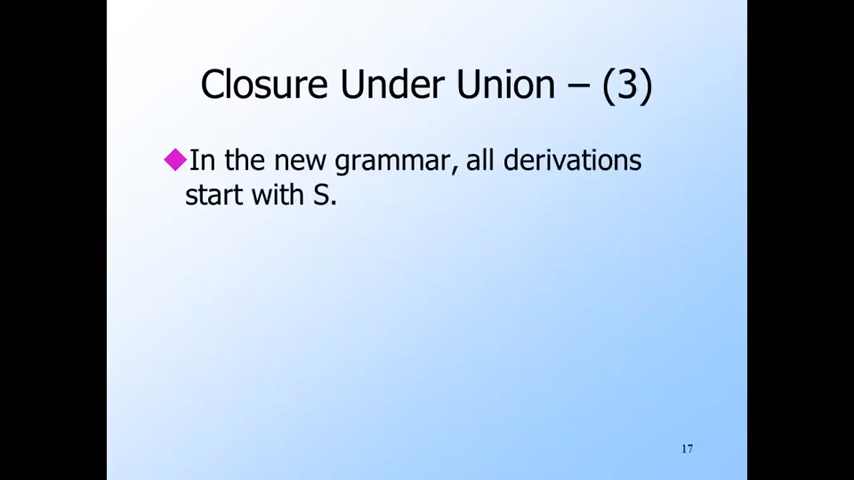 Closure Under Union – (3)
In the new grammar, all derivations
start with S.
17